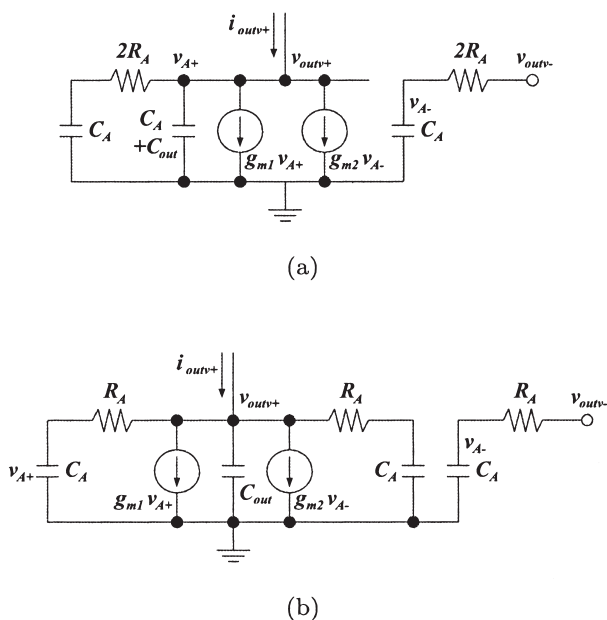 i_outv+
2R_A v_A+ v_outv+ 2R_A v_outv-
C_A C_A +C_out v_A- C_A
g_m1 v_A+ g_m2 v_A-
(a)
i_outv+
R_A v_outv+ R_A R_A v_outv-
v_A+ C_A C_out C_A v_A- C_A
g_m1 v_A+ g_m2 v_A-
(b)